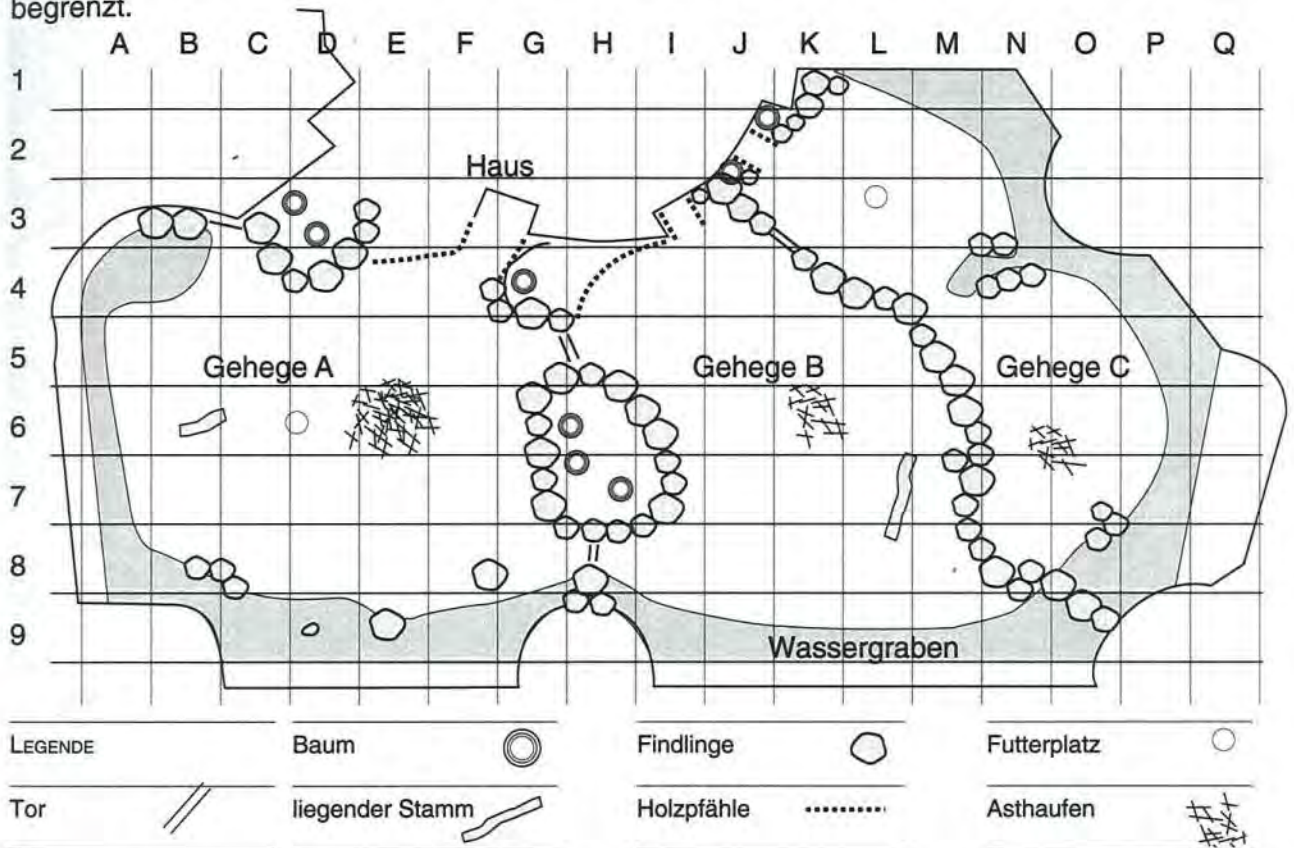 begrenzt.
A B C D E F G H I J K L M N O P Q
1
2
Haus
3
4
5
Gehege A Gehege B Gehege C
6
7
8
9
Wassergraben
LEGENDE Baum Findlinge Futterplatz
Tor liegender Stamm Holzpfähle Asthaufen